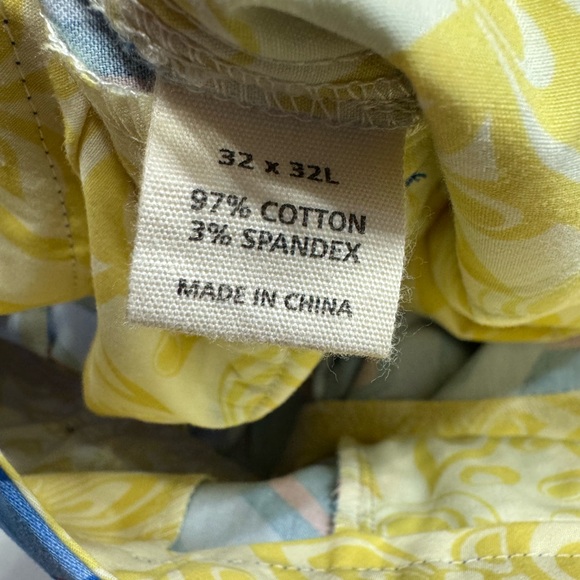 32 x 32L
97% COTTON
3% SPANDEX
MADE IN CHINA